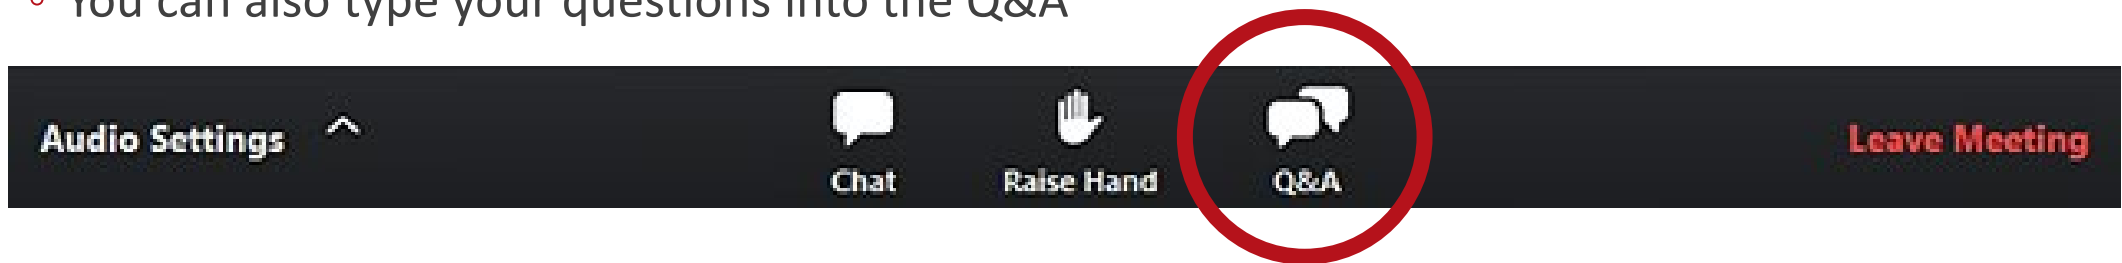 ◦ You can also type your questions into the Q&A
Audio Settings
Chat
Raise Hand
Q&A
Leave Meeting